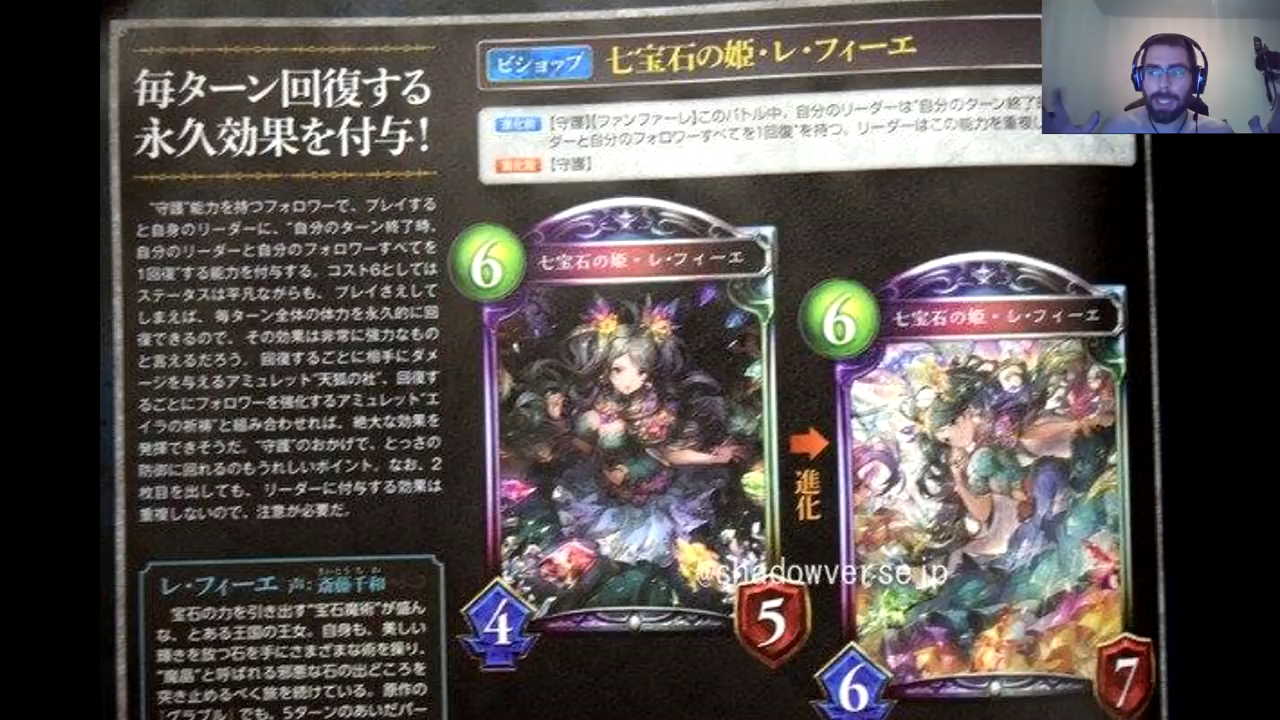 毎ターン回復する
永久効果を付与!
"守護"能力を持つフォロワーで、プレイする
と自身のリーダーに、"自分のターン終了時、
自分のリーダーと自分のフォロワーすべてを
1回復"する能力を付与する。コスト6としては
ステータスは平凡ながらも、プレイさえして
しまえば、毎ターン全体の体力を永久的に回
復できるので、その効果は非常に強力なもの
と言えるだろう。回復するごとに相手にダメ
ージを与えるアミュレット"天狐の社"、回復す
るごとにフォロワーを強化するアミュレット"エ
イラの祈祷"と組み合わせれば、絶大な効果を
発揮できそうだ。"守護"のおかげで、とっさの
防御に回れるのもうれしいポイント。なお、2
枚目を出しても、リーダーに付与する効果は
重複しないので、注意が必要だ。
レ・フィーエ 声:斎藤千和
さいとうちわ
宝石の力を引き出す"宝石魔術"が盛ん
な、とある王国の王女。自身も、美しい
輝きを放つ石を手にさまざまな術を操り、
"魔晶"と呼ばれる邪悪な石の出どころを
突き止めるべく旅を続けている。原作の
『グラブル』でも、5ターンのあいだパー
ビショップ 七宝石の姫・レ・フィーエ
進化前 【守護】【ファンファーレ】このバトル中、自分のリーダーは"自分のターン終了
ダーと自分のフォロワーすべてを1回復"を持つ。リーダーはこの能力を重複し
進化後 【守護】
6
七宝石の姫・レ・フィーエ
4
5
進化
6
七宝石の姫・レ・フィーエ
6
7
@shadowverse jp